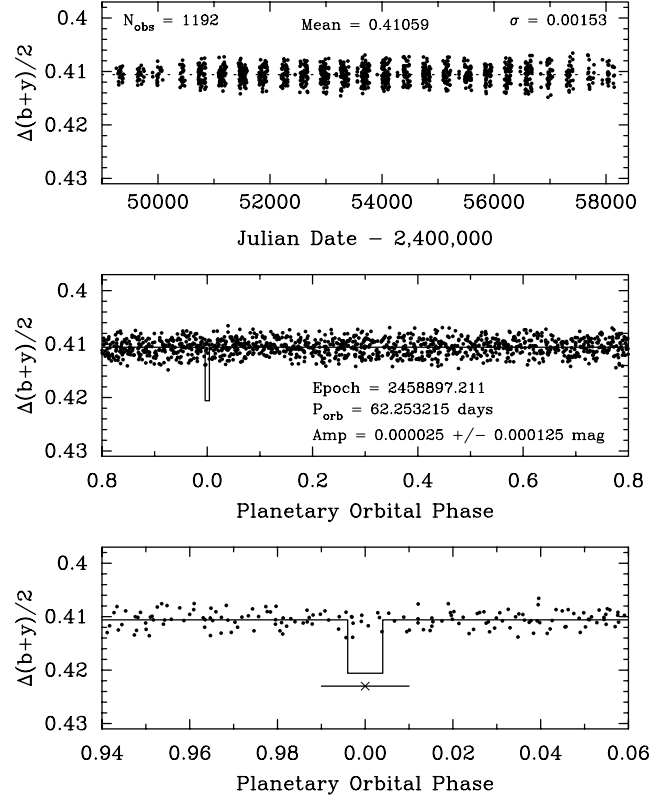 N_obs = 1192 Mean = 0.41059 σ = 0.00153
0.4
0.41
0.42
0.43
Δ(b+y)/2
50000 52000 54000 56000 58000
Julian Date − 2,400,000
0.4
0.41
0.42
0.43
Δ(b+y)/2
Epoch = 2458897.211
P_orb = 62.253215 days
Amp = 0.000025 +/− 0.000125 mag
0.8 0.0 0.2 0.4 0.6 0.8
Planetary Orbital Phase
0.4
0.41
0.42
0.43
Δ(b+y)/2
0.94 0.96 0.98 0.00 0.02 0.04 0.06
Planetary Orbital Phase